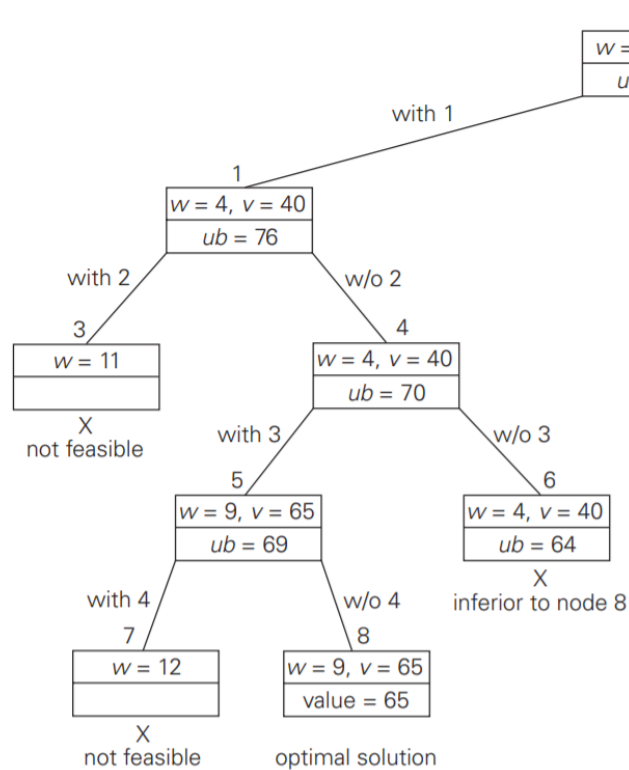 w =
u
with 1
1
w = 4, v = 40
ub = 76
with 2
w/o 2
3
4
w = 11
w = 4, v = 40
ub = 70
X
not feasible
with 3
w/o 3
5
6
w = 9, v = 65
w = 4, v = 40
ub = 69
ub = 64
X
inferior to node 8
with 4
w/o 4
7
8
w = 12
w = 9, v = 65
value = 65
X
not feasible
optimal solution